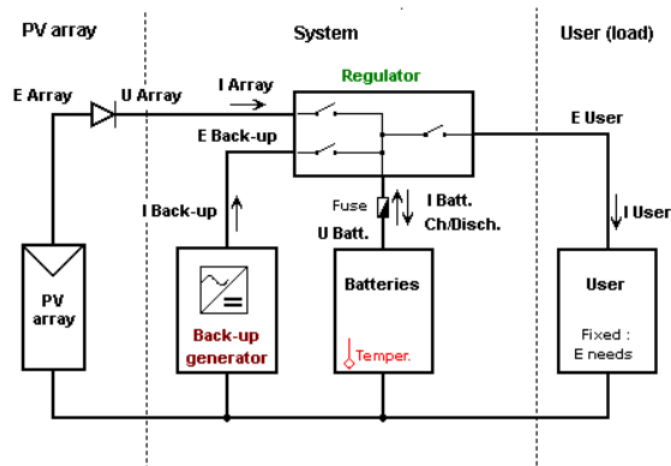 PV array
System
User (load)
Regulator
I Array
E Array
U Array
E Back-up
E User
I Back-up
Fuse
I Batt.
Ch/Disch.
U Batt.
I User
PV
array
Back-up
generator
Batteries
Temper.
User
Fixed :
E needs